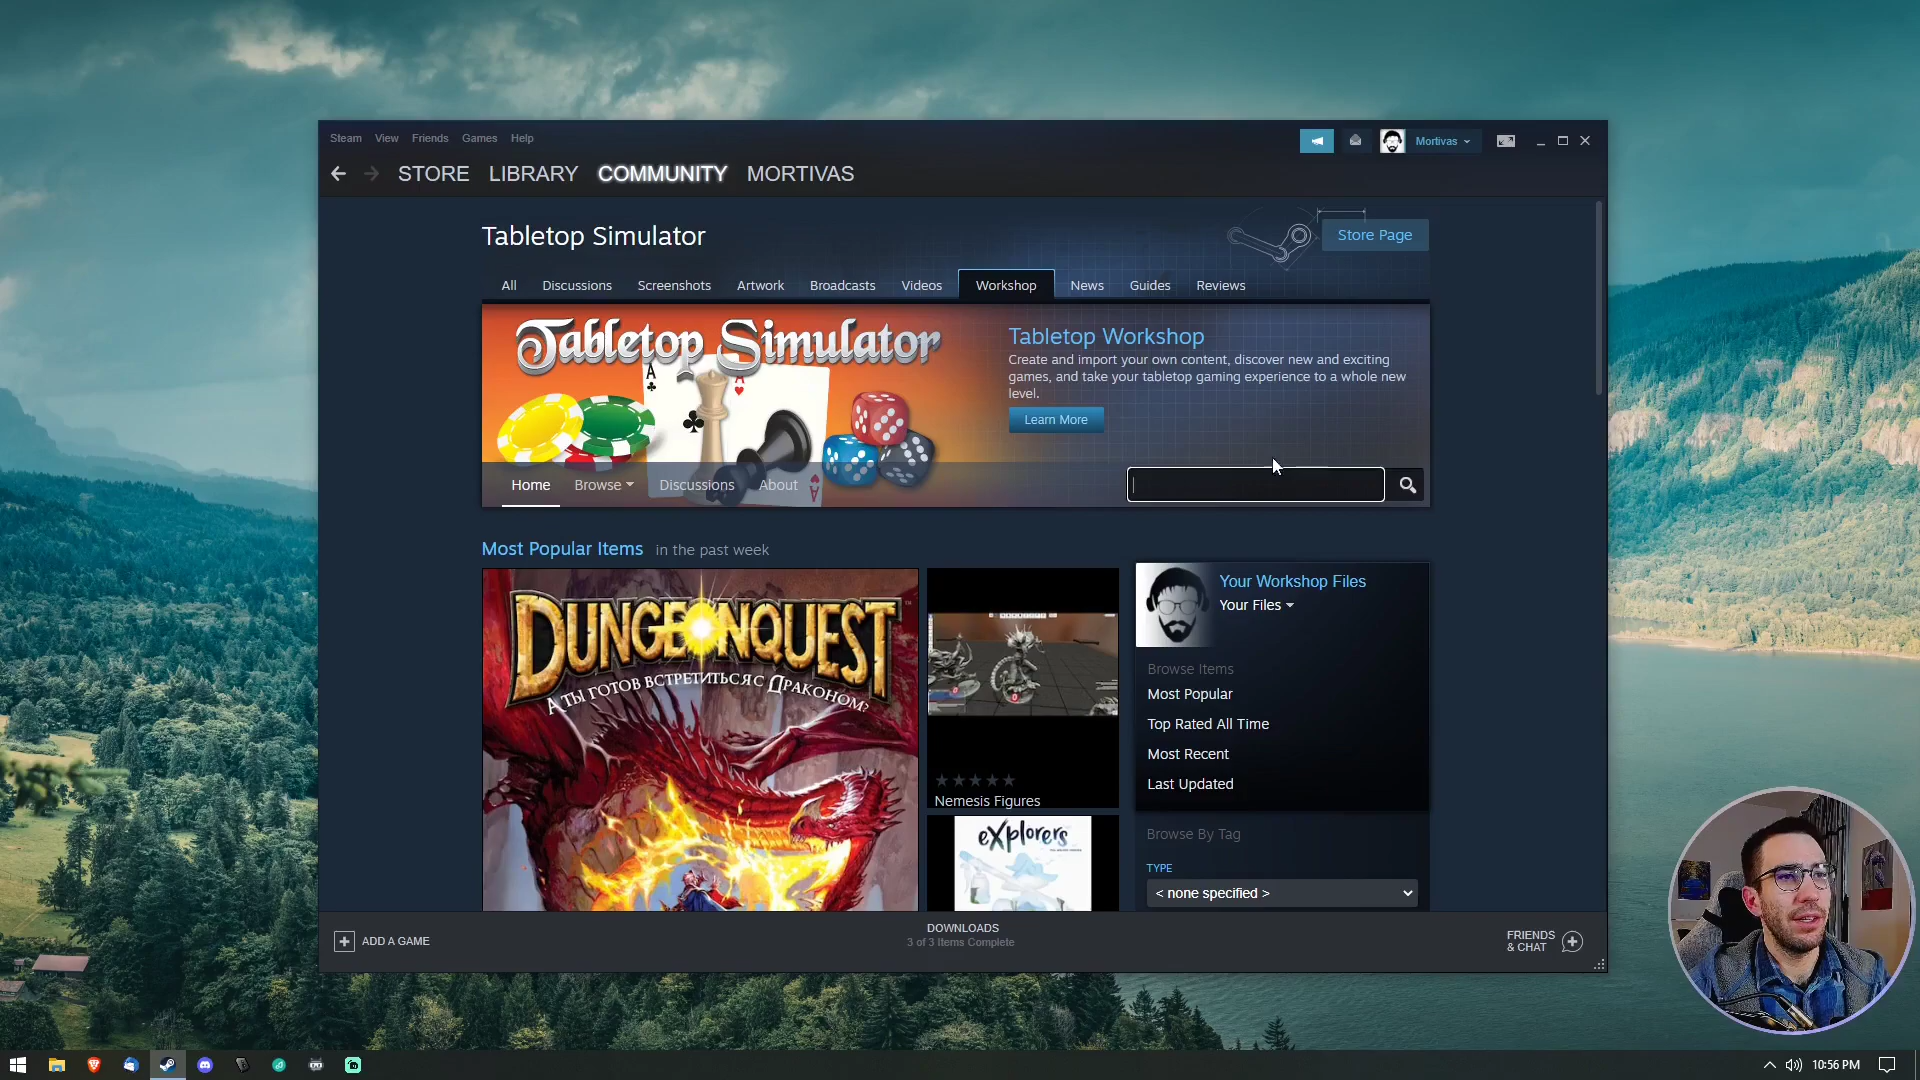 Steam View Friends Games Help
Mortivas
STORE LIBRARY COMMUNITY MORTIVAS
Tabletop Simulator
Store Page
All Discussions Screenshots Artwork Broadcasts Videos Workshop News Guides Reviews
Tabletop Simulator
Tabletop Workshop
Create and import your own content, discover new and exciting
games, and take your tabletop gaming experience to a whole new
level.
Learn More
Home Browse Discussions About
Most Popular Items in the past week
DUNGEONQUEST
А ТЫ ГОТОВ ВСТРЕТИТЬСЯ С ДРАКОНОМ?
Nemesis Figures
eXplorers
Your Workshop Files
Your Files
Browse Items
Most Popular
Top Rated All Time
Most Recent
Last Updated
Browse By Tag
TYPE
< none specified >
ADD A GAME
DOWNLOADS
3 of 3 Items Complete
FRIENDS
& CHAT
10:56 PM